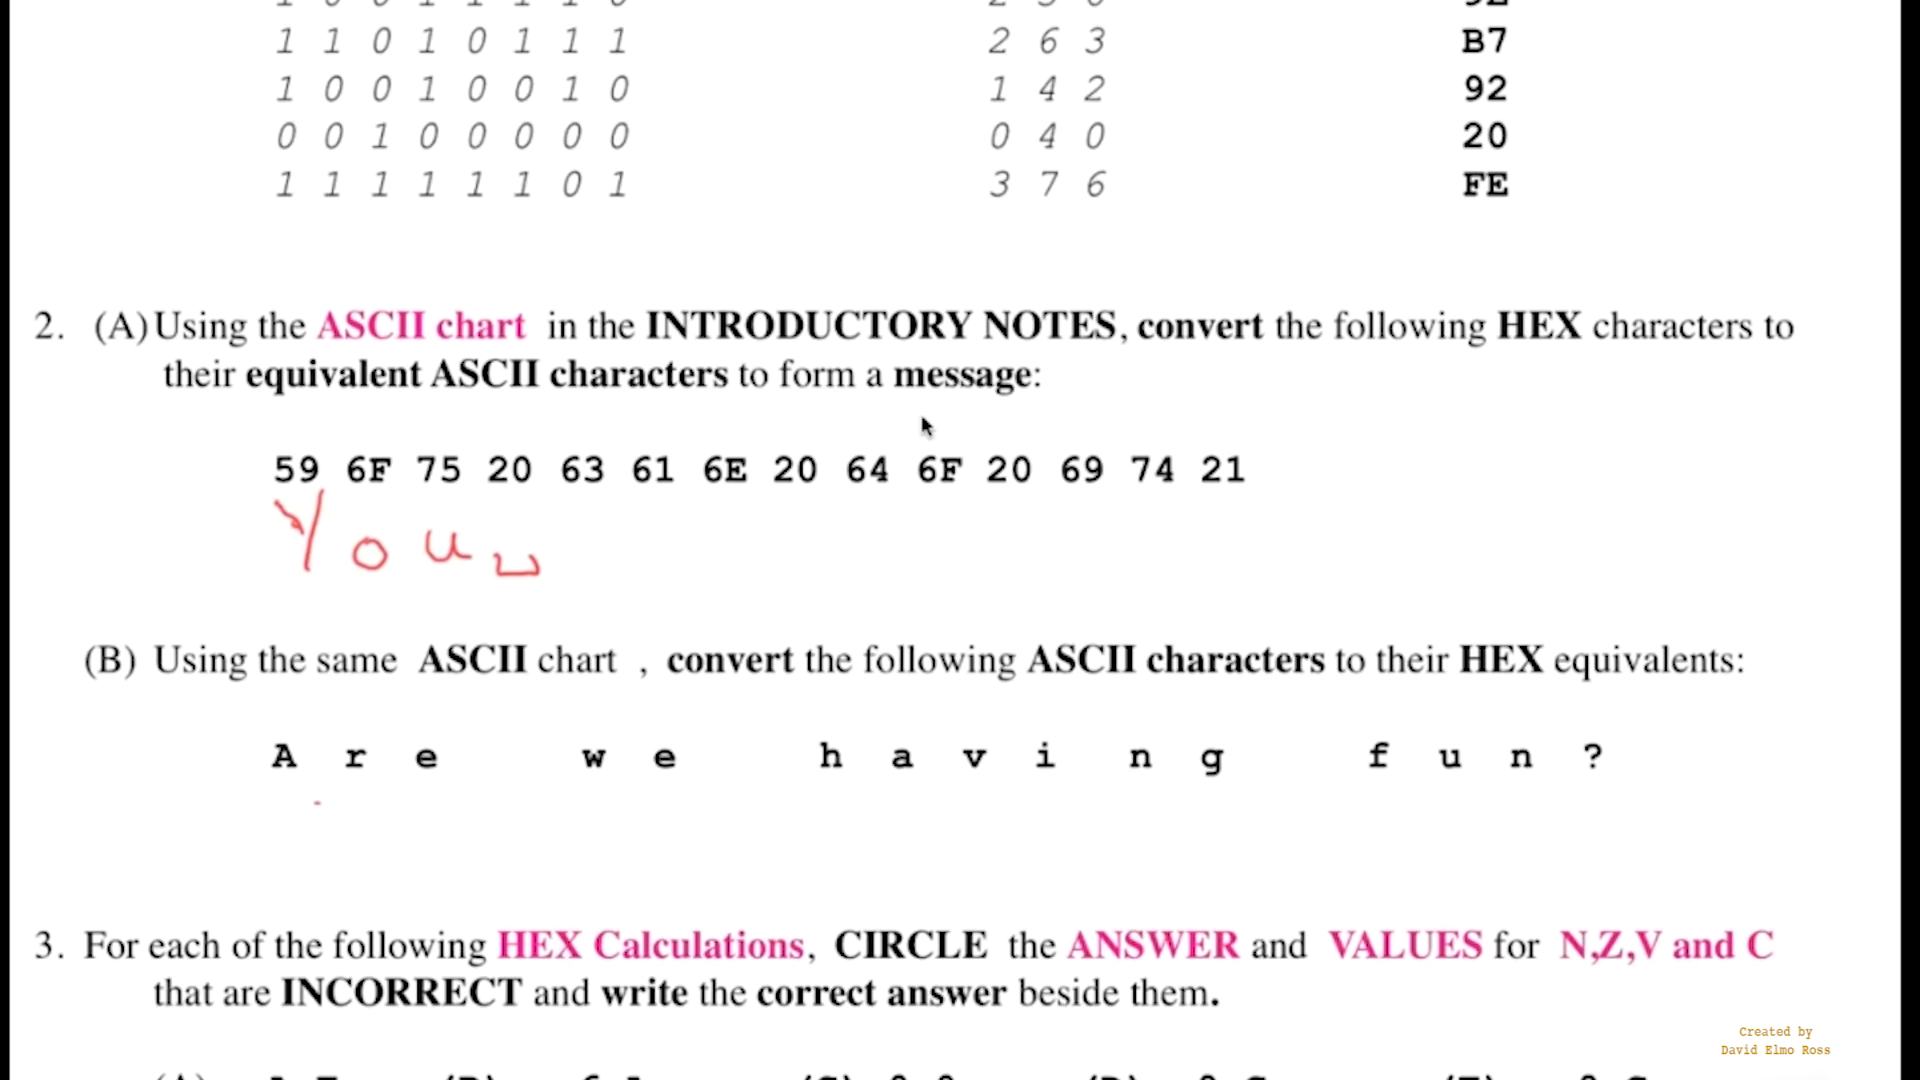 1 1 0 1 0 1 1 1 2 6 3 B7
1 0 0 1 0 0 1 0 1 4 2 92
0 0 1 0 0 0 0 0 0 4 0 20
1 1 1 1 1 1 0 1 3 7 6 FE
2. (A) Using the ASCII chart in the INTRODUCTORY NOTES, convert the following HEX characters to
their equivalent ASCII characters to form a message:
59 6F 75 20 63 61 6E 20 64 6F 20 69 74 21
Y o u
(B) Using the same ASCII chart , convert the following ASCII characters to their HEX equivalents:
A r e w e h a v i n g f u n ?
3. For each of the following HEX Calculations, CIRCLE the ANSWER and VALUES for N,Z,V and C
that are INCORRECT and write the correct answer beside them.
Created by
David Elmo Ross